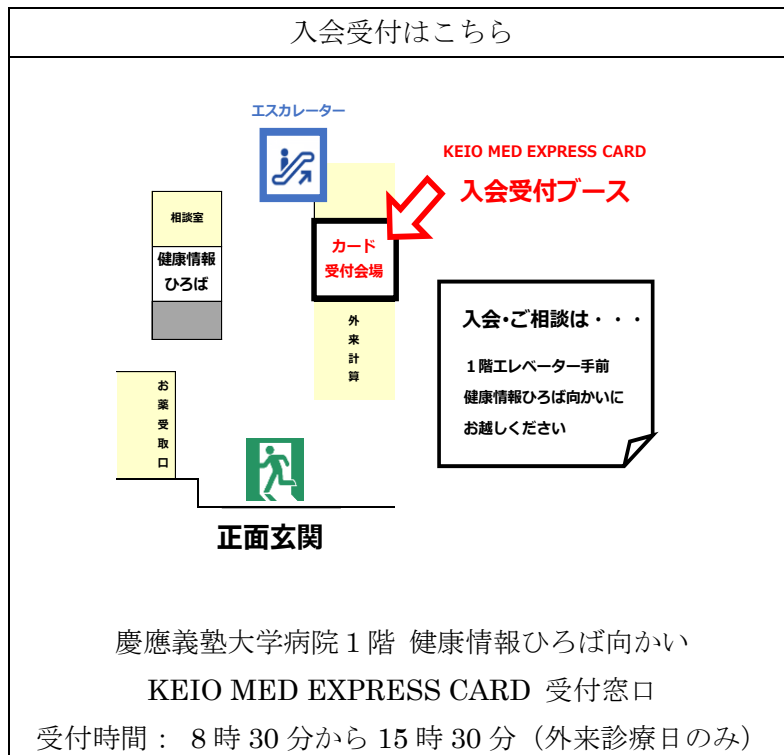 入会受付はこちら
エスカレーター
KEIO MED EXPRESS CARD
入会受付ブース
相談室
健康情報
ひろば
カード
受付会場
外来計算
入会・ご相談は・・・
１階エレベーター手前
健康情報ひろば向かいに
お越しください
お薬受取口
正面玄関
慶應義塾大学病院１階 健康情報ひろば向かい
KEIO MED EXPRESS CARD 受付窓口
受付時間： 8 時 30 分から 15 時 30 分（外来診療日のみ）